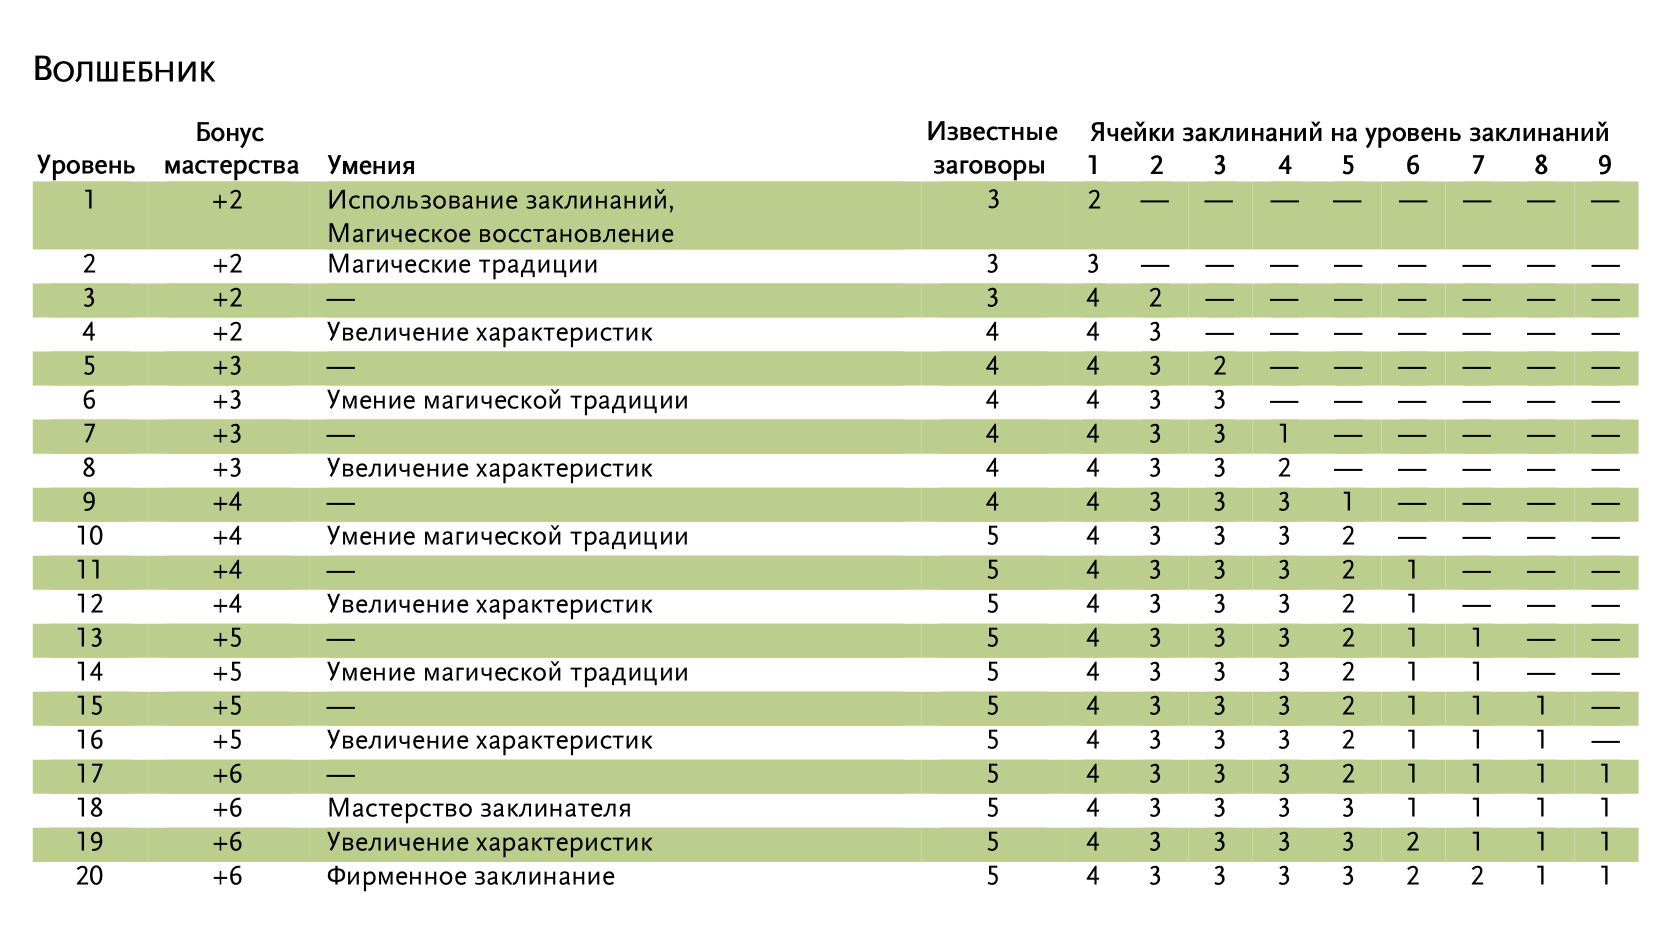 Волшебник
Бонус Известные Ячейки заклинаний на уровень заклинаний
Уровень мастерства Умения заговоры 1 2 3 4 5 6 7 8 9
1 +2 Использование заклинаний, 3 2 — — — — — — — —
Магическое восстановление
2 +2 Магические традиции 3 3 — — — — — — — —
3 +2 — 3 4 2 — — — — — — —
4 +2 Увеличение характеристик 4 4 3 — — — — — — —
5 +3 — 4 4 3 2 — — — — — —
6 +3 Умение магической традиции 4 4 3 3 — — — — — —
7 +3 — 4 4 3 3 1 — — — — —
8 +3 Увеличение характеристик 4 4 3 3 2 — — — — —
9 +4 — 4 4 3 3 3 1 — — — —
10 +4 Умение магической традиции 5 4 3 3 3 2 — — — —
11 +4 — 5 4 3 3 3 2 1 — — —
12 +4 Увеличение характеристик 5 4 3 3 3 2 1 — — —
13 +5 — 5 4 3 3 3 2 1 1 — —
14 +5 Умение магической традиции 5 4 3 3 3 2 1 1 — —
15 +5 — 5 4 3 3 3 2 1 1 1 —
16 +5 Увеличение характеристик 5 4 3 3 3 2 1 1 1 —
17 +6 — 5 4 3 3 3 2 1 1 1 1
18 +6 Мастерство заклинателя 5 4 3 3 3 3 1 1 1 1
19 +6 Увеличение характеристик 5 4 3 3 3 3 2 1 1 1
20 +6 Фирменное заклинание 5 4 3 3 3 3 2 2 1 1